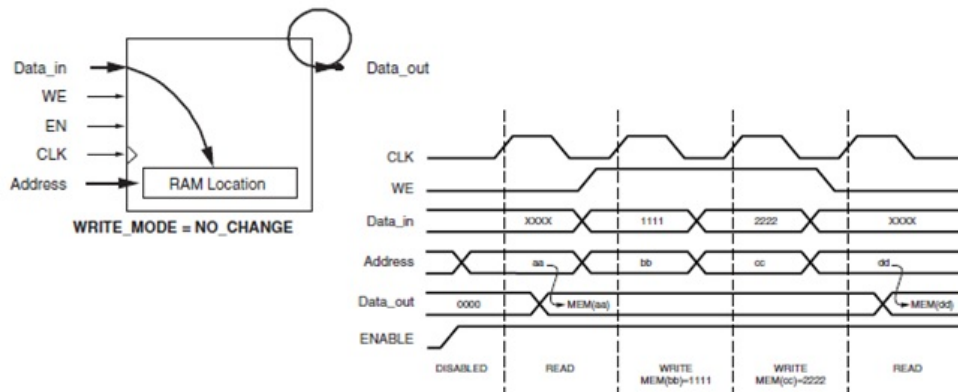 Data_in
Data_out
WE
EN
CLK
Address
RAM Location
WRITE_MODE = NO_CHANGE
CLK
WE
Data_in XXXX 1111 2222 XXXX
Address aa bb cc dd
Data_out 0000 MEM(aa) MEM(dd)
ENABLE
DISABLED READ WRITE WRITE READ
MEM(bb)=1111 MEM(cc)=2222